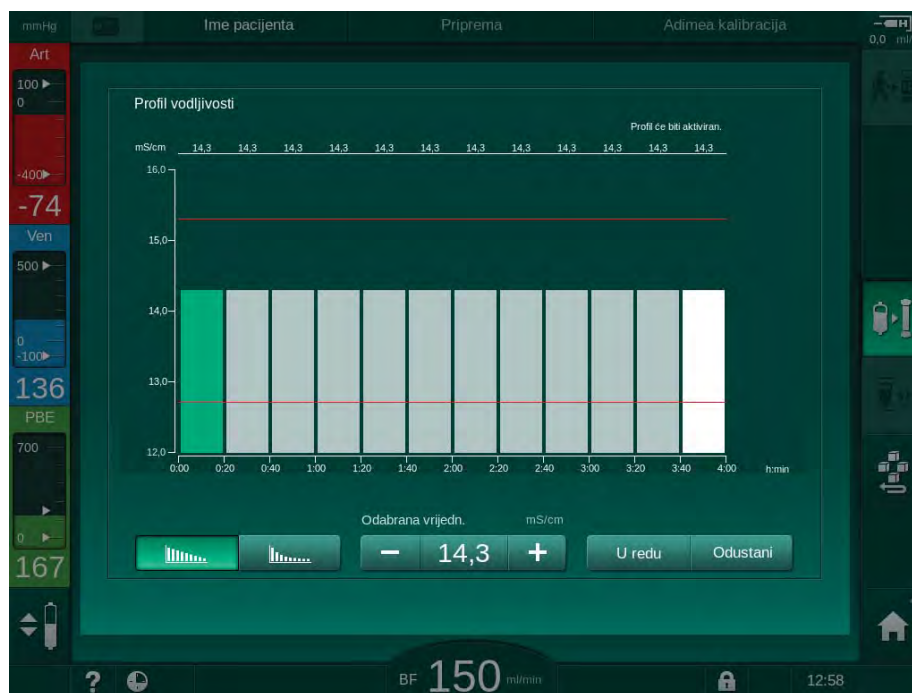 mmHg Ime pacijenta Priprema Adimea kalibracija
0,0 ml/
Art
100
0
-400
-74
Ven
500
0
-100
136
PBE
700
0
167
Profil vodljivosti
Profil će biti aktiviran.
mS/cm 14,3 14,3 14,3 14,3 14,3 14,3 14,3 14,3 14,3 14,3 14,3 14,3
16,0
15,0
14,0
13,0
12,0
0:00 0:20 0:40 1:00 1:20 1:40 2:00 2:20 2:40 3:00 3:20 3:40 4:00 h:min
Odabrana vrijedn. mS/cm
− 14,3 + U redu Odustani
? BF 150 ml/min 12:58